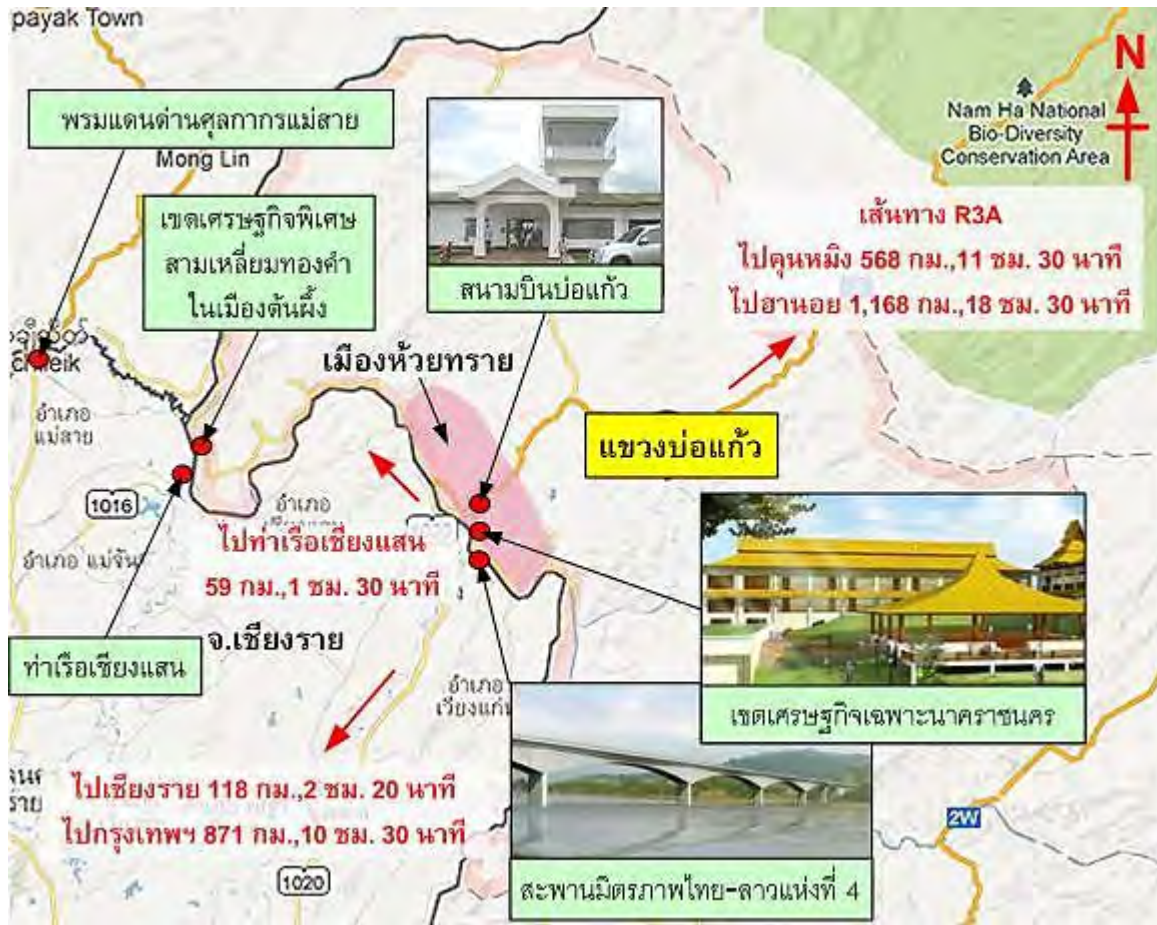 payak Town
N
พรมแดนด่านศุลกากรแม่สาย
Mong Lin
Nam Ha National
Bio-Diversity
Conservation Area
เขตเศรษฐกิจพิเศษ
สามเหลี่ยมทองคำ
ในเมืองต้นผึ้ง
สนามบินบ่อแก้ว
เส้นทาง R3A
ไปคุนหมิง 568 กม.,11 ชม. 30 นาที
ไปฮานอย 1,168 กม.,18 ชม. 30 นาที
เมืองห้วยทราย
อำเภอ
แม่สาย
แขวงบ่อแก้ว
1016
อำเภอ
อำเภอ แม่จัน
ไปท่าเรือเชียงแสน
59 กม.,1 ชม. 30 นาที
จ.เชียงราย
ท่าเรือเชียงแสน
อำเภอ
เวียงแก่น
เขตเศรษฐกิจเฉพาะนาคราชนคร
ไปเชียงราย 118 กม.,2 ชม. 20 นาที
ไปกรุงเทพฯ 871 กม.,10 ชม. 30 นาที
2W
1020
สะพานมิตรภาพไทย-ลาวแห่งที่ 4